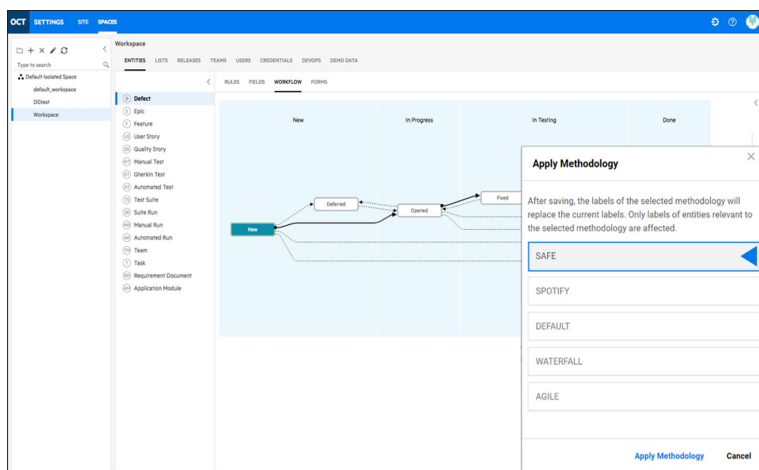 OCT SETTINGS SITE SPACES
Type to search
Default Isolated Space
default_workspace
Workspace
Workspace
ENTITIES LISTS RELEASES TEAMS USERS CREDENTIALS DEVOPS DEMO DATA
Defect
Epic
Feature
User Story
Quality Story
Manual Test
Gherkin Test
Automated Test
Test Suite
Suite Run
Manual Run
Automated Run
Team
Task
Requirement Document
Application Module
RULES FIELDS WORKFLOW FORMS
New In Progress In Testing Done
Deferred
Opened
Fixed
New
Apply Methodology
After saving, the labels of the selected methodology will
replace the current labels. Only labels of entities relevant to
the selected methodology are affected.
SAFE
SPOTIFY
DEFAULT
WATERFALL
AGILE
Apply Methodology Cancel